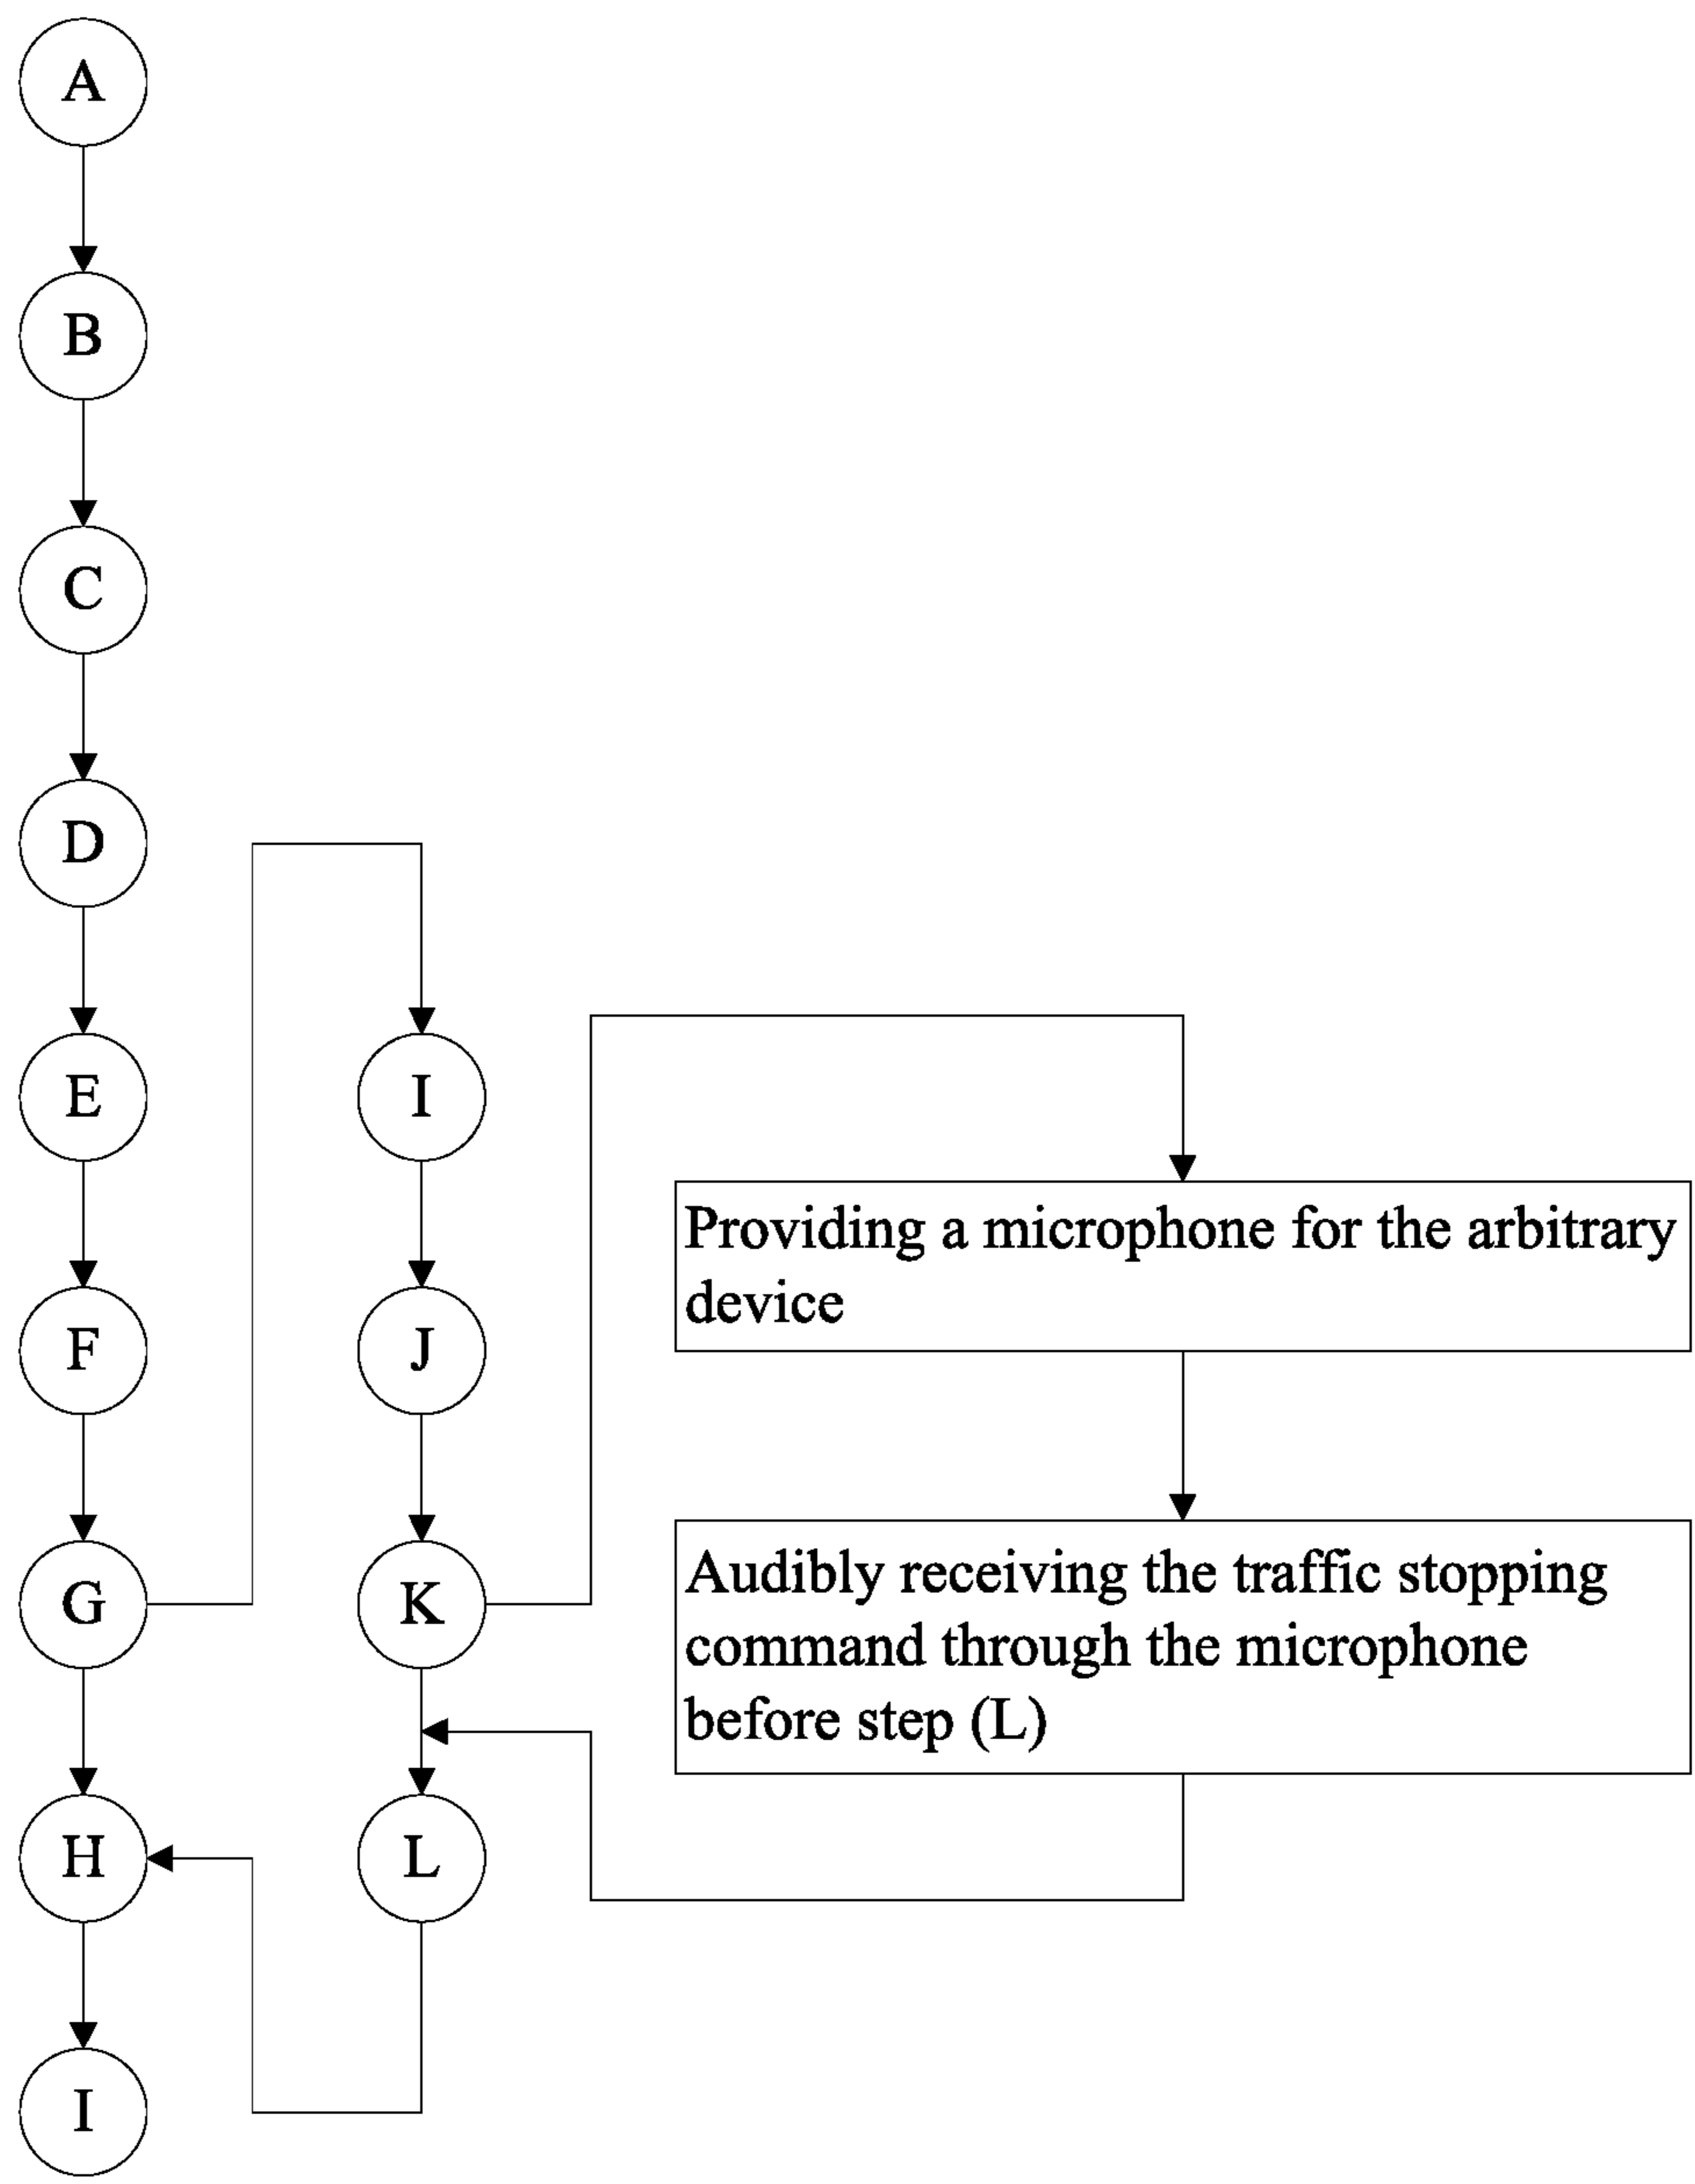 A
B
C
D
E
F
G
H
I
I
J
K
L
Providing a microphone for the arbitrary
device
Audibly receiving the traffic stopping
command through the microphone
before step (L)